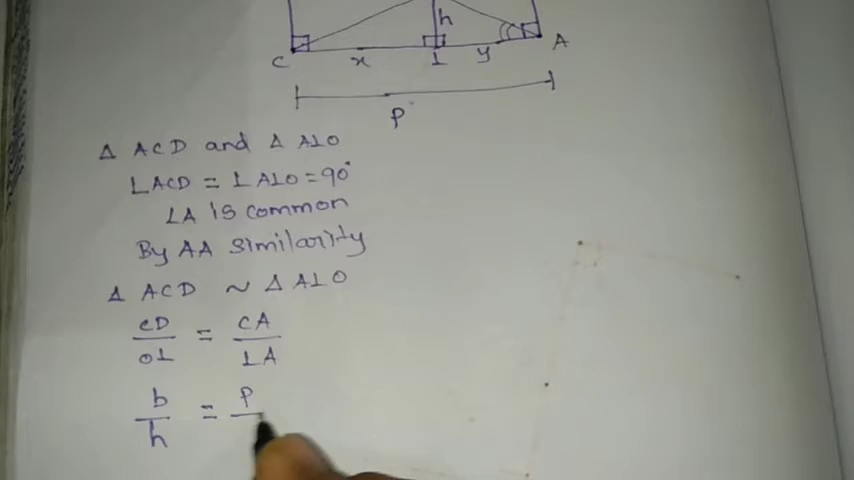 h
C x L y A
P
Δ ACD and Δ ALO
∠ACD = ∠ALO = 90°
∠A is common
By AA similarity
Δ ACD ~ Δ ALO
CD/OL = CA/LA
b/h = P/